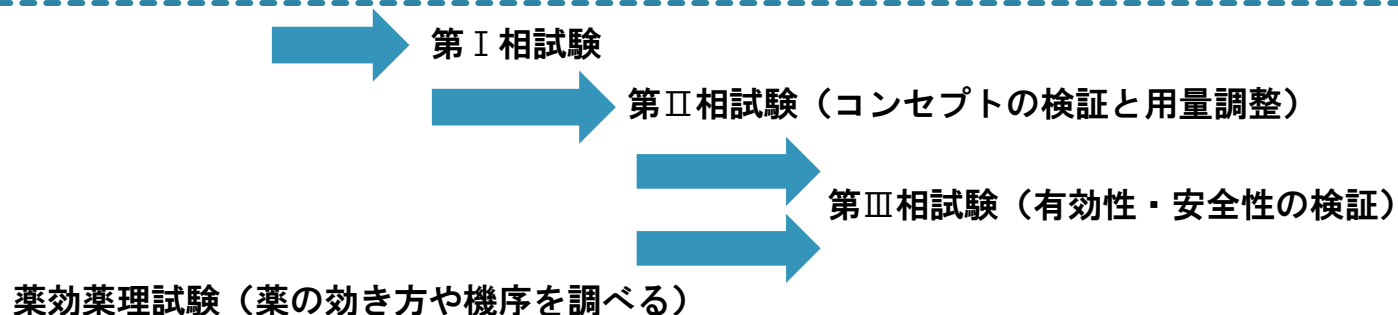 第Ⅰ相試験
第Ⅱ相試験（コンセプトの検証と用量調整）
第Ⅲ相試験（有効性・安全性の検証）
薬効薬理試験（薬の効き方や機序を調べる）